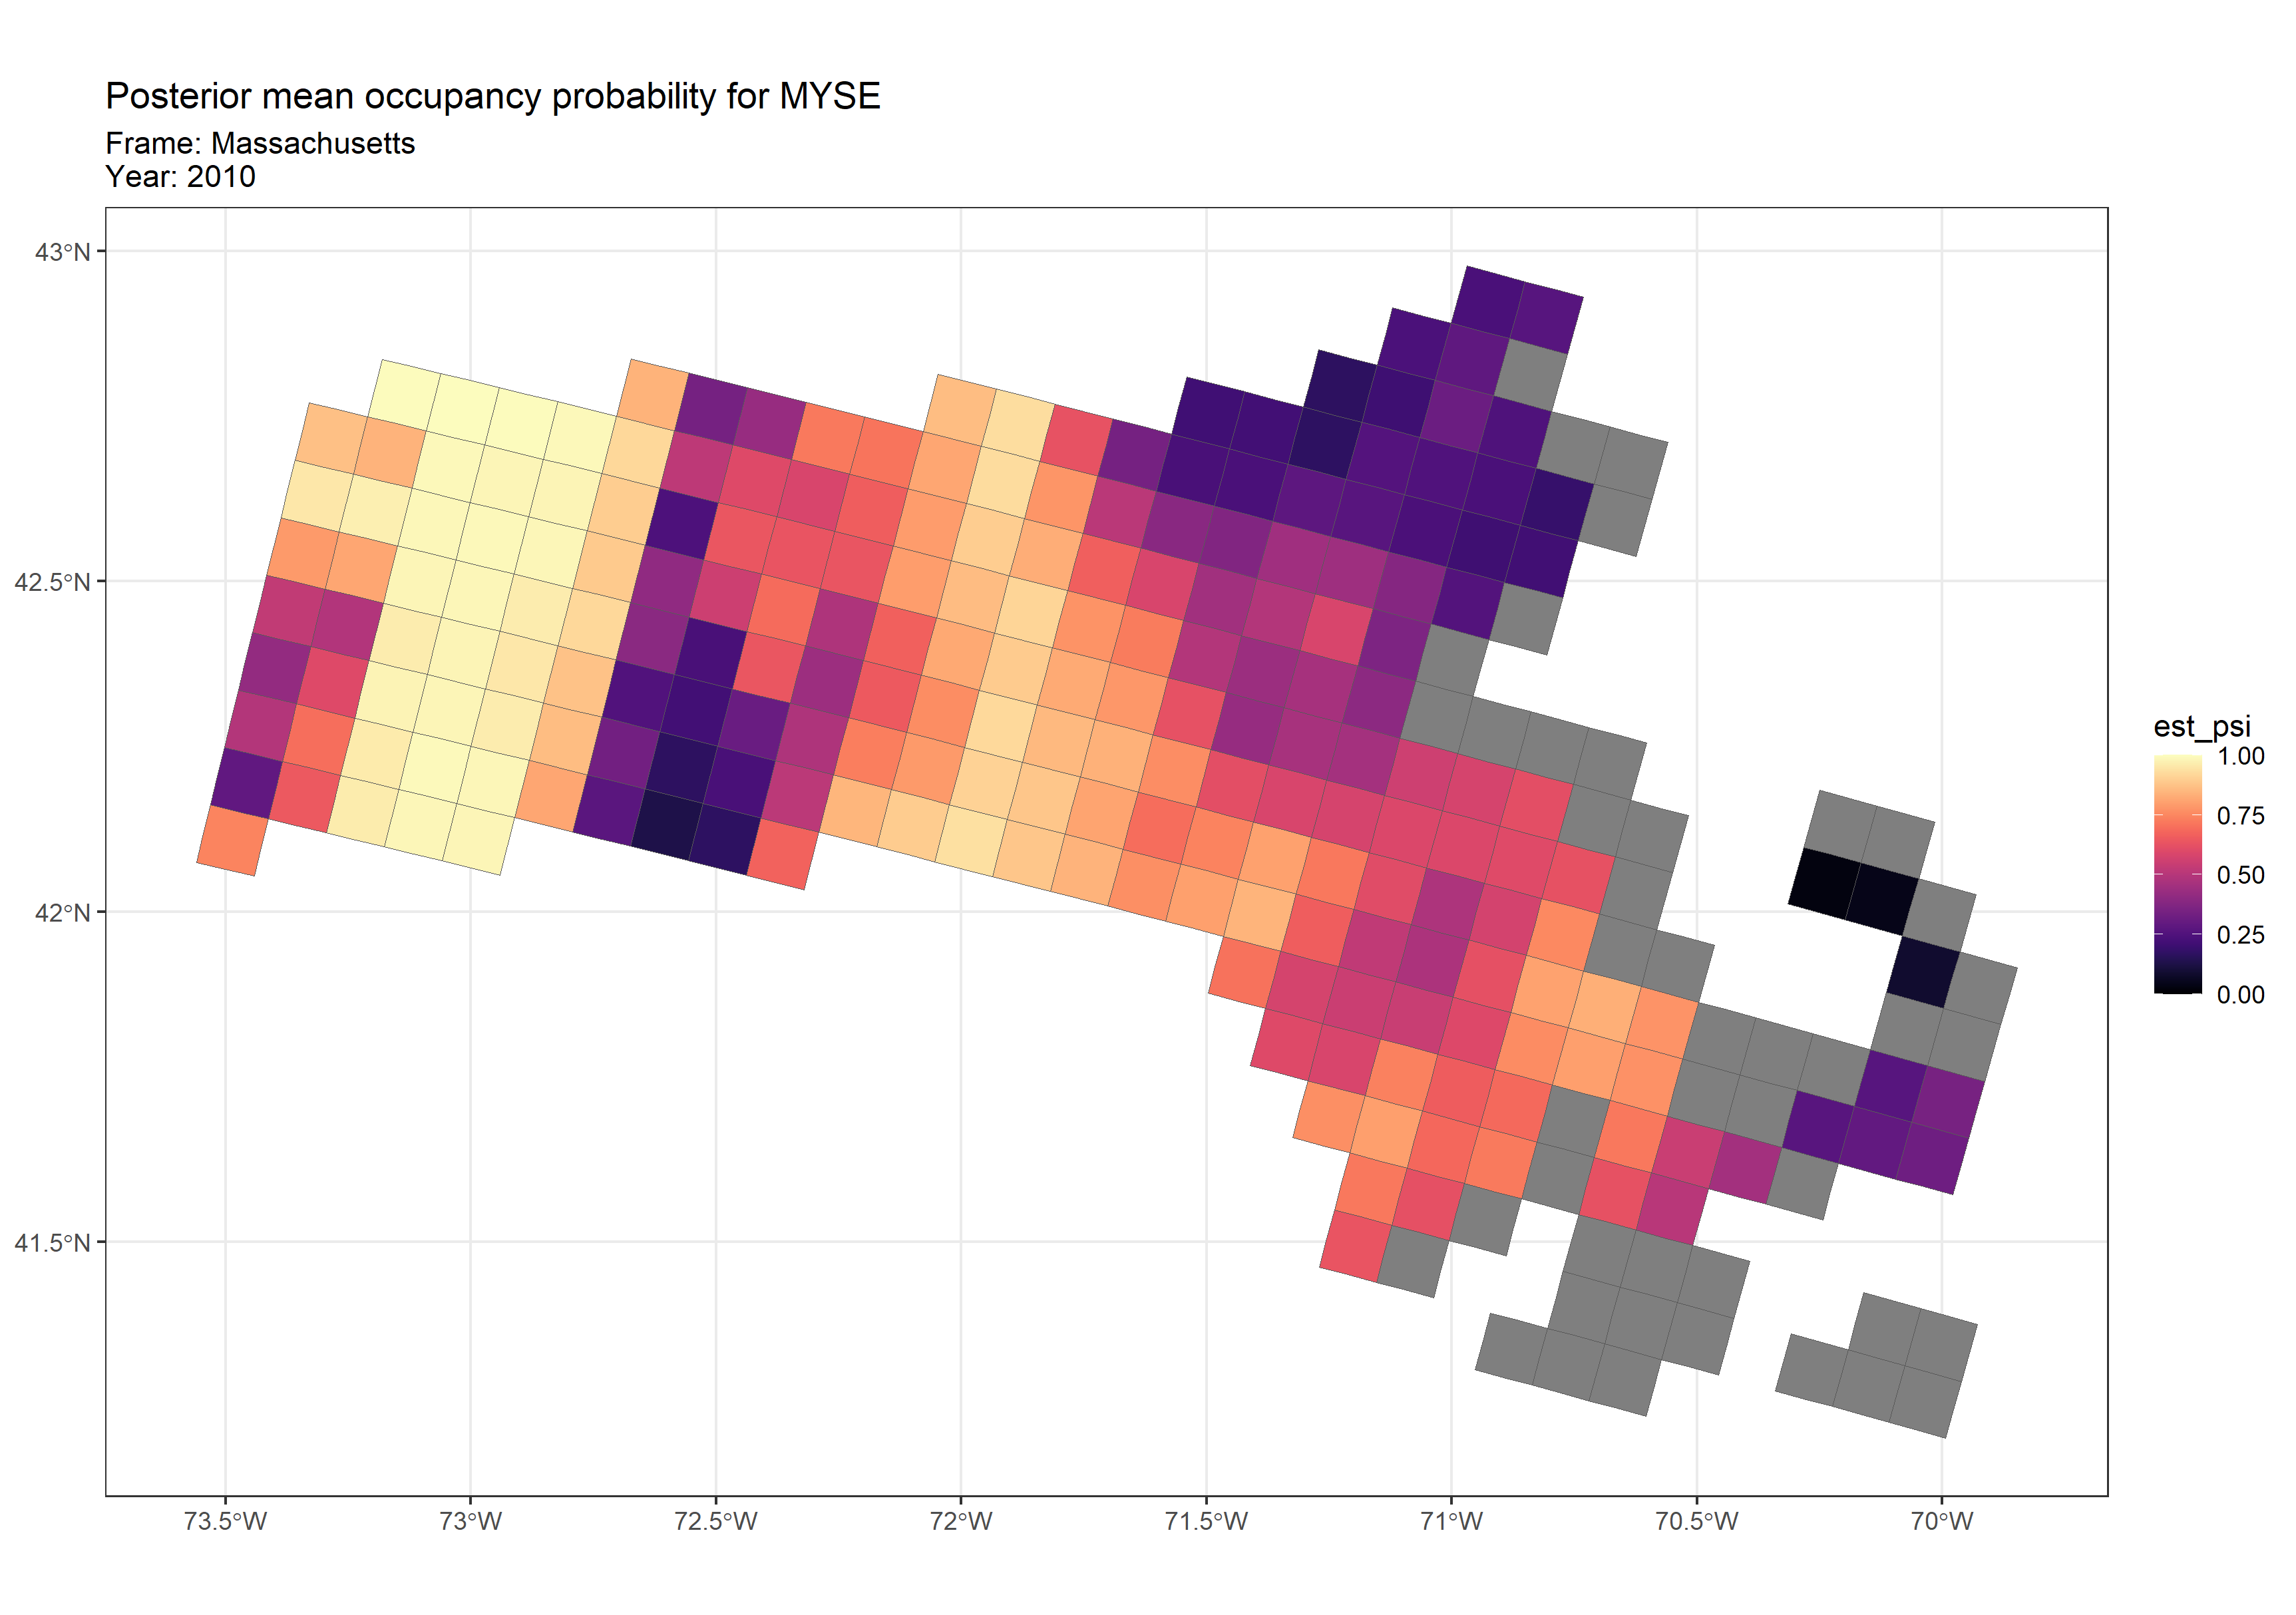 Posterior mean occupancy probability for MYSE
Frame: Massachusetts
Year: 2010
43°N
42.5°N
42°N
41.5°N
73.5°W
73°W
72.5°W
72°W
71.5°W
71°W
70.5°W
70°W
est_psi
1.00
0.75
0.50
0.25
0.00